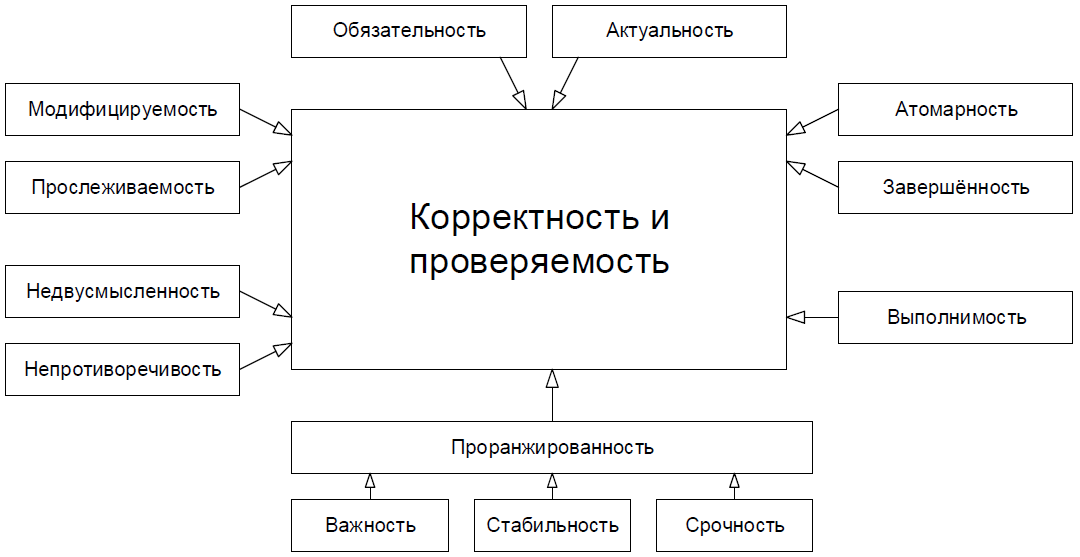 Обязательность
Актуальность
Модифицируемость
Атомарность
Прослеживаемость
Завершённость
Корректность и
проверяемость
Недвусмысленность
Выполнимость
Непротиворечивость
Проранжированность
Важность
Стабильность
Срочность